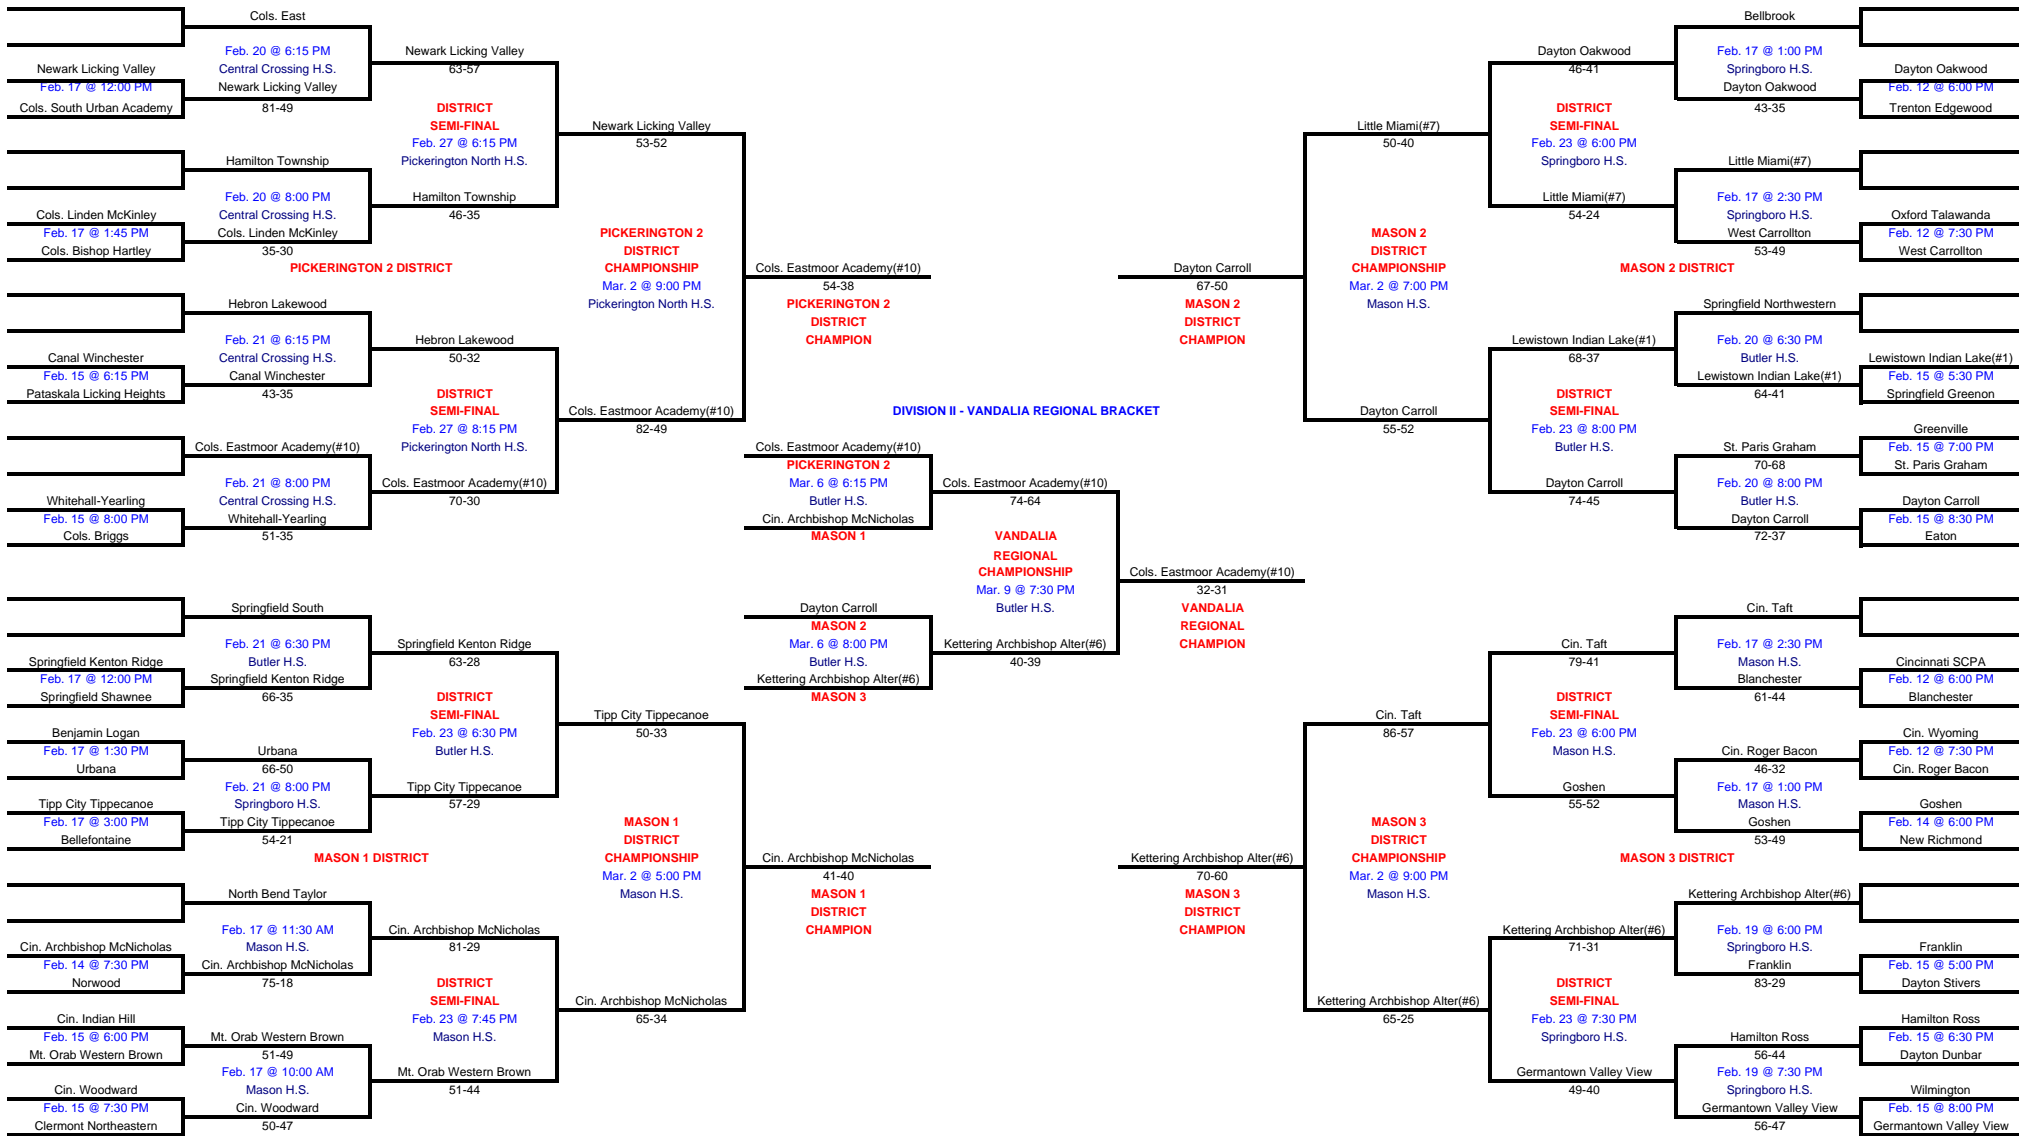 Cols. East
Feb. 20 @ 6:15 PM
Central Crossing H.S.
Newark Licking Valley
Feb. 17 @ 12:00 PM
Cols. South Urban Academy
Newark Licking Valley
81-49
Newark Licking Valley
63-57
DISTRICT
SEMI-FINAL
Feb. 27 @ 6:15 PM
Pickerington North H.S.
Hamilton Township
Feb. 20 @ 8:00 PM
Central Crossing H.S.
Cols. Linden McKinley
Feb. 17 @ 1:45 PM
Cols. Bishop Hartley
Cols. Linden McKinley
35-30
Hamilton Township
46-35
Newark Licking Valley
53-52
PICKERINGTON 2 DISTRICT
PICKERINGTON 2
DISTRICT
CHAMPIONSHIP
Mar. 2 @ 9:00 PM
Pickerington North H.S.
Hebron Lakewood
Feb. 21 @ 6:15 PM
Central Crossing H.S.
Canal Winchester
Feb. 15 @ 6:15 PM
Pataskala Licking Heights
Canal Winchester
43-35
Hebron Lakewood
50-32
DISTRICT
SEMI-FINAL
Feb. 27 @ 8:15 PM
Pickerington North H.S.
Cols. Eastmoor Academy(#10)
Feb. 21 @ 8:00 PM
Central Crossing H.S.
Whitehall-Yearling
Feb. 15 @ 8:00 PM
Cols. Briggs
Whitehall-Yearling
51-35
Cols. Eastmoor Academy(#10)
70-30
Cols. Eastmoor Academy(#10)
82-49
Cols. Eastmoor Academy(#10)
54-38
PICKERINGTON 2
DISTRICT
CHAMPION
Springfield South
Feb. 21 @ 6:30 PM
Butler H.S.
Springfield Kenton Ridge
Feb. 17 @ 12:00 PM
Springfield Shawnee
Springfield Kenton Ridge
66-35
Springfield Kenton Ridge
63-28
DISTRICT
SEMI-FINAL
Feb. 23 @ 6:30 PM
Butler H.S.
Benjamin Logan
Feb. 17 @ 1:30 PM
Urbana
Urbana
66-50
Feb. 21 @ 8:00 PM
Springboro H.S.
Tipp City Tippecanoe
Feb. 17 @ 3:00 PM
Bellefontaine
Tipp City Tippecanoe
54-21
Tipp City Tippecanoe
57-29
Tipp City Tippecanoe
50-33
MASON 1 DISTRICT
MASON 1
DISTRICT
CHAMPIONSHIP
Mar. 2 @ 5:00 PM
Mason H.S.
North Bend Taylor
Feb. 17 @ 11:30 AM
Mason H.S.
Cin. Archbishop McNicholas
Feb. 14 @ 7:30 PM
Norwood
Cin. Archbishop McNicholas
75-18
Cin. Archbishop McNicholas
81-29
DISTRICT
SEMI-FINAL
Feb. 23 @ 7:45 PM
Mason H.S.
Cin. Indian Hill
Feb. 15 @ 6:00 PM
Mt. Orab Western Brown
Mt. Orab Western Brown
51-49
Feb. 17 @ 10:00 AM
Mason H.S.
Cin. Woodward
Feb. 15 @ 7:30 PM
Clermont Northeastern
Cin. Woodward
50-47
Mt. Orab Western Brown
51-44
Cin. Archbishop McNicholas
65-34
Cin. Archbishop McNicholas
41-40
MASON 1
DISTRICT
CHAMPION
DIVISION II - VANDALIA REGIONAL BRACKET
Cols. Eastmoor Academy(#10)
PICKERINGTON 2
Mar. 6 @ 6:15 PM
Butler H.S.
Cin. Archbishop McNicholas
MASON 1
Cols. Eastmoor Academy(#10)
74-64
VANDALIA
REGIONAL
CHAMPIONSHIP
Mar. 9 @ 7:30 PM
Butler H.S.
Dayton Carroll
MASON 2
Mar. 6 @ 8:00 PM
Butler H.S.
Kettering Archbishop Alter(#6)
MASON 3
Kettering Archbishop Alter(#6)
40-39
Cols. Eastmoor Academy(#10)
32-31
VANDALIA
REGIONAL
CHAMPION
Bellbrook
Feb. 17 @ 1:00 PM
Springboro H.S.
Dayton Oakwood
Feb. 12 @ 6:00 PM
Trenton Edgewood
Dayton Oakwood
43-35
Dayton Oakwood
46-41
DISTRICT
SEMI-FINAL
Feb. 23 @ 6:00 PM
Springboro H.S.
Little Miami(#7)
Feb. 17 @ 2:30 PM
Springboro H.S.
Oxford Talawanda
Feb. 12 @ 7:30 PM
West Carrollton
West Carrollton
53-49
Little Miami(#7)
54-24
Little Miami(#7)
50-40
MASON 2 DISTRICT
MASON 2
DISTRICT
CHAMPIONSHIP
Mar. 2 @ 7:00 PM
Mason H.S.
Springfield Northwestern
Feb. 20 @ 6:30 PM
Butler H.S.
Lewistown Indian Lake(#1)
Feb. 15 @ 5:30 PM
Springfield Greenon
Lewistown Indian Lake(#1)
64-41
Lewistown Indian Lake(#1)
68-37
DISTRICT
SEMI-FINAL
Feb. 23 @ 8:00 PM
Butler H.S.
Greenville
Feb. 15 @ 7:00 PM
St. Paris Graham
St. Paris Graham
70-68
Feb. 20 @ 8:00 PM
Butler H.S.
Dayton Carroll
Feb. 15 @ 8:30 PM
Eaton
Dayton Carroll
72-37
Dayton Carroll
74-45
Dayton Carroll
55-52
Dayton Carroll
67-50
MASON 2
DISTRICT
CHAMPION
Cin. Taft
Feb. 17 @ 2:30 PM
Mason H.S.
Cincinnati SCPA
Feb. 12 @ 6:00 PM
Blanchester
Blanchester
61-44
Cin. Taft
79-41
DISTRICT
SEMI-FINAL
Feb. 23 @ 6:00 PM
Mason H.S.
Cin. Wyoming
Feb. 12 @ 7:30 PM
Cin. Roger Bacon
Cin. Roger Bacon
46-32
Feb. 17 @ 1:00 PM
Mason H.S.
Goshen
Feb. 14 @ 6:00 PM
New Richmond
Goshen
53-49
Goshen
55-52
Cin. Taft
86-57
MASON 3 DISTRICT
MASON 3
DISTRICT
CHAMPIONSHIP
Mar. 2 @ 9:00 PM
Mason H.S.
Kettering Archbishop Alter(#6)
Feb. 19 @ 6:00 PM
Springboro H.S.
Franklin
Feb. 15 @ 5:00 PM
Dayton Stivers
Franklin
83-29
Kettering Archbishop Alter(#6)
71-31
DISTRICT
SEMI-FINAL
Feb. 23 @ 7:30 PM
Springboro H.S.
Hamilton Ross
Feb. 15 @ 6:30 PM
Dayton Dunbar
Hamilton Ross
56-44
Feb. 19 @ 7:30 PM
Springboro H.S.
Wilmington
Feb. 15 @ 8:00 PM
Germantown Valley View
Germantown Valley View
56-47
Germantown Valley View
49-40
Kettering Archbishop Alter(#6)
65-25
Kettering Archbishop Alter(#6)
70-60
MASON 3
DISTRICT
CHAMPION